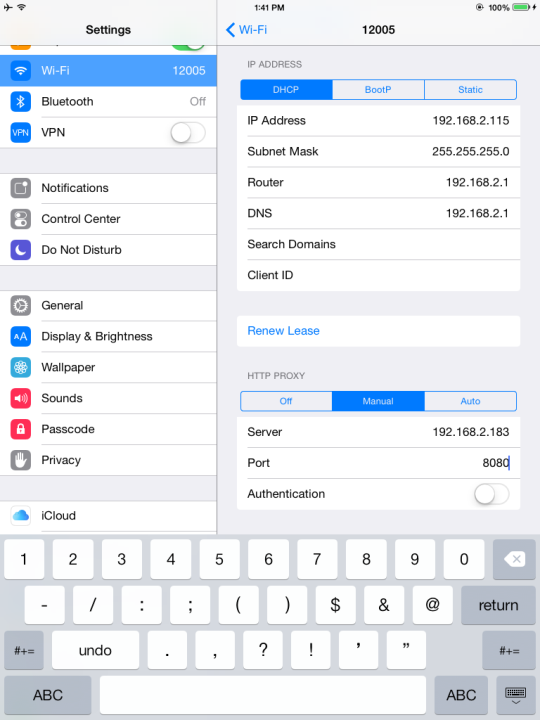 1:41 PM
100%
Settings
Wi-Fi
12005
Wi-Fi 12005
Bluetooth Off
VPN VPN
Notifications
Control Center
Do Not Disturb
General
AA Display & Brightness
Wallpaper
Sounds
Passcode
Privacy
iCloud
IP ADDRESS
DHCP BootP Static
IP Address 192.168.2.115
Subnet Mask 255.255.255.0
Router 192.168.2.1
DNS 192.168.2.1
Search Domains
Client ID
Renew Lease
HTTP PROXY
Off Manual Auto
Server 192.168.2.183
Port 8080
Authentication
1 2 3 4 5 6 7 8 9 0
- / : ; ( ) $ & @ return
#+= undo . , ? ! ’ ” #+=
ABC ABC